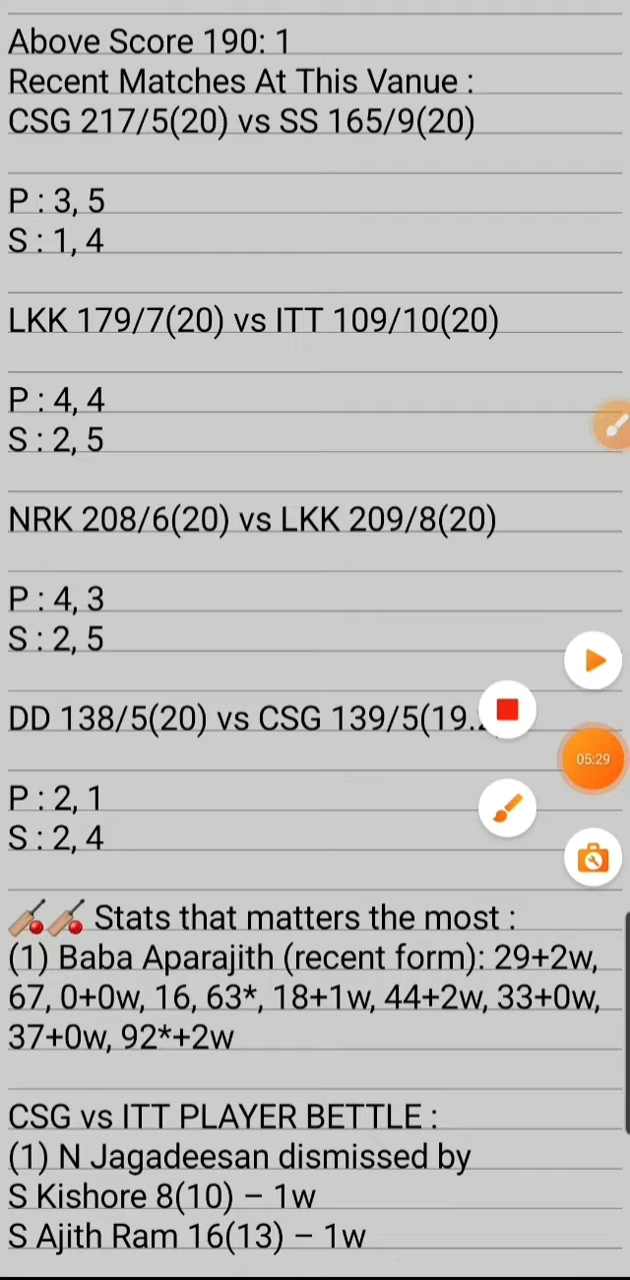 Above Score 190: 1
Recent Matches At This Vanue :
CSG 217/5(20) vs SS 165/9(20)
P : 3, 5
S : 1, 4
LKK 179/7(20) vs ITT 109/10(20)
P : 4, 4
S : 2, 5
NRK 208/6(20) vs LKK 209/8(20)
P : 4, 3
S : 2, 5
DD 138/5(20) vs CSG 139/5(19.
05:29
P : 2, 1
S : 2, 4
Stats that matters the most :
(1) Baba Aparajith (recent form): 29+2w,
67, 0+0w, 16, 63*, 18+1w, 44+2w, 33+0w,
37+0w, 92*+2w
CSG vs ITT PLAYER BETTLE :
(1) N Jagadeesan dismissed by
S Kishore 8(10) – 1w
S Ajith Ram 16(13) – 1w